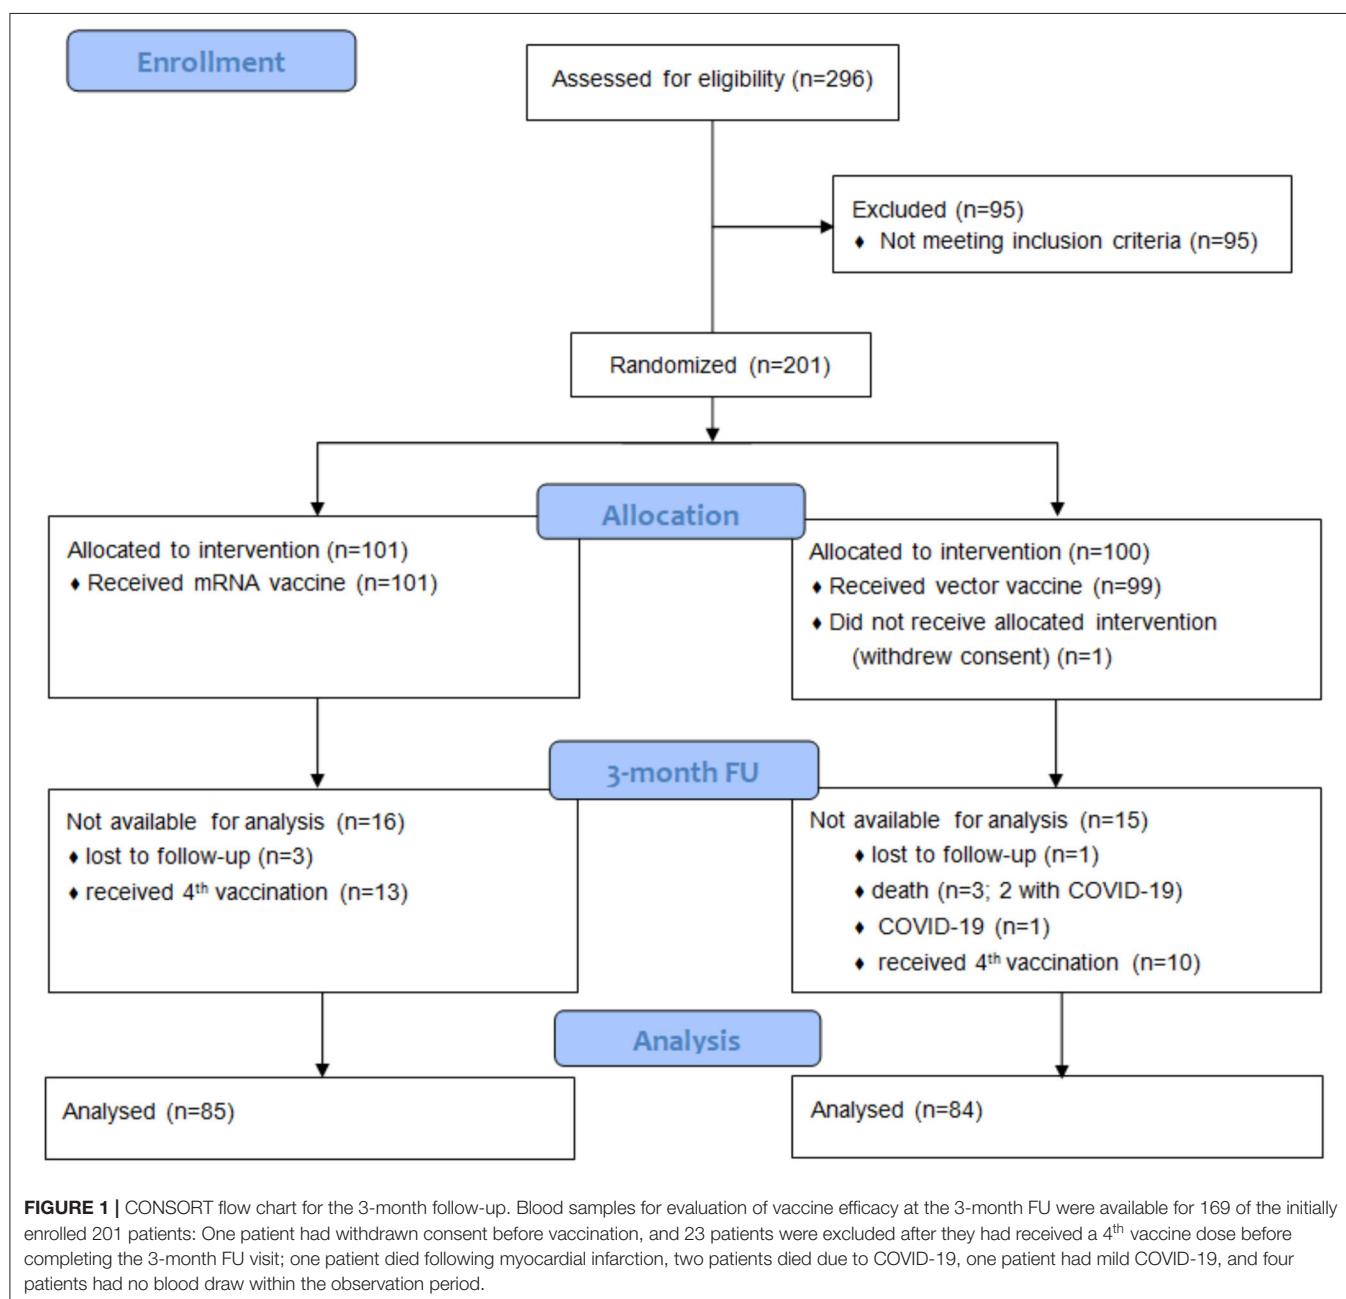 Enrollment
Assessed for eligibility (n=296)
Excluded (n=95)
♦ Not meeting inclusion criteria (n=95)
Randomized (n=201)
Allocation
Allocated to intervention (n=101)
♦ Received mRNA vaccine (n=101)
Allocated to intervention (n=100)
♦ Received vector vaccine (n=99)
♦ Did not receive allocated intervention
(withdrew consent) (n=1)
3-month FU
Not available for analysis (n=16)
♦ lost to follow-up (n=3)
♦ received 4th vaccination (n=13)
Not available for analysis (n=15)
♦ lost to follow-up (n=1)
♦ death (n=3; 2 with COVID-19)
♦ COVID-19 (n=1)
♦ received 4th vaccination (n=10)
Analysis
Analysed (n=85)
Analysed (n=84)
FIGURE 1 | CONSORT flow chart for the 3-month follow-up. Blood samples for evaluation of vaccine efficacy at the 3-month FU were available for 169 of the initially
enrolled 201 patients: One patient had withdrawn consent before vaccination, and 23 patients were excluded after they had received a 4th vaccine dose before
completing the 3-month FU visit; one patient died following myocardial infarction, two patients died due to COVID-19, one patient had mild COVID-19, and four
patients had no blood draw within the observation period.